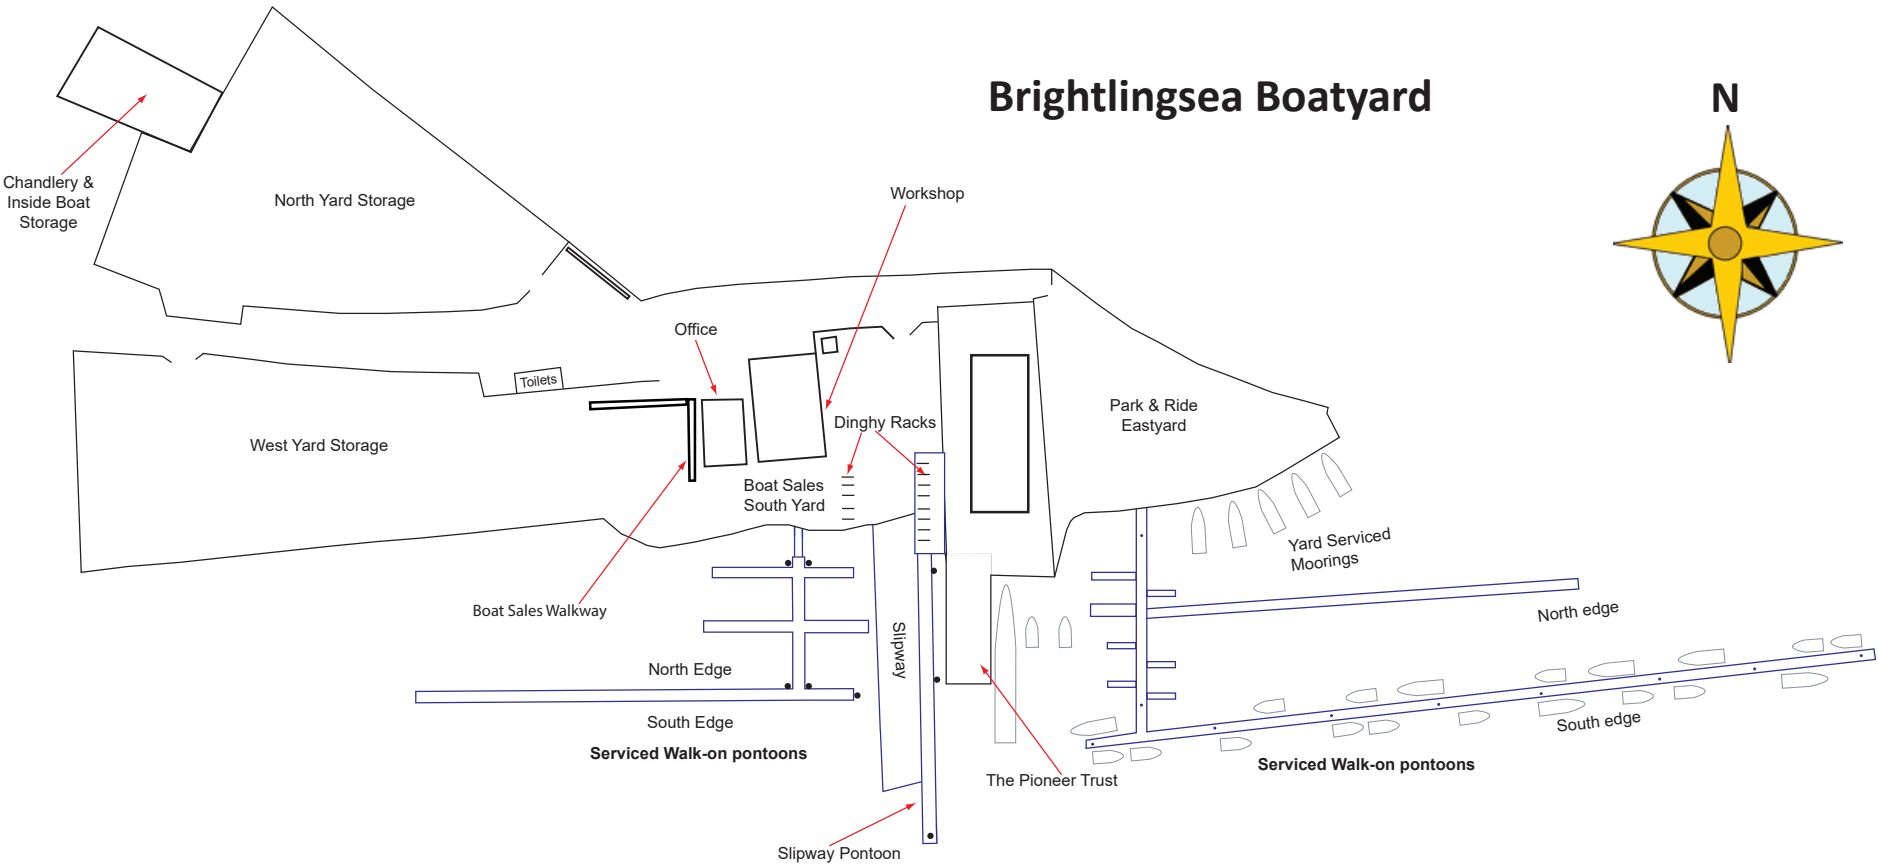 Brightlingsea Boatyard
N
Chandlery &
Inside Boat
Storage
North Yard Storage
Workshop
Office
Toilets
West Yard Storage
Dinghy Racks
Park & Ride
Eastyard
Boat Sales
South Yard
Yard Serviced
Moorings
Boat Sales Walkway
North edge
Slipway
North Edge
South Edge
South edge
Serviced Walk-on pontoons
Serviced Walk-on pontoons
The Pioneer Trust
Slipway Pontoon